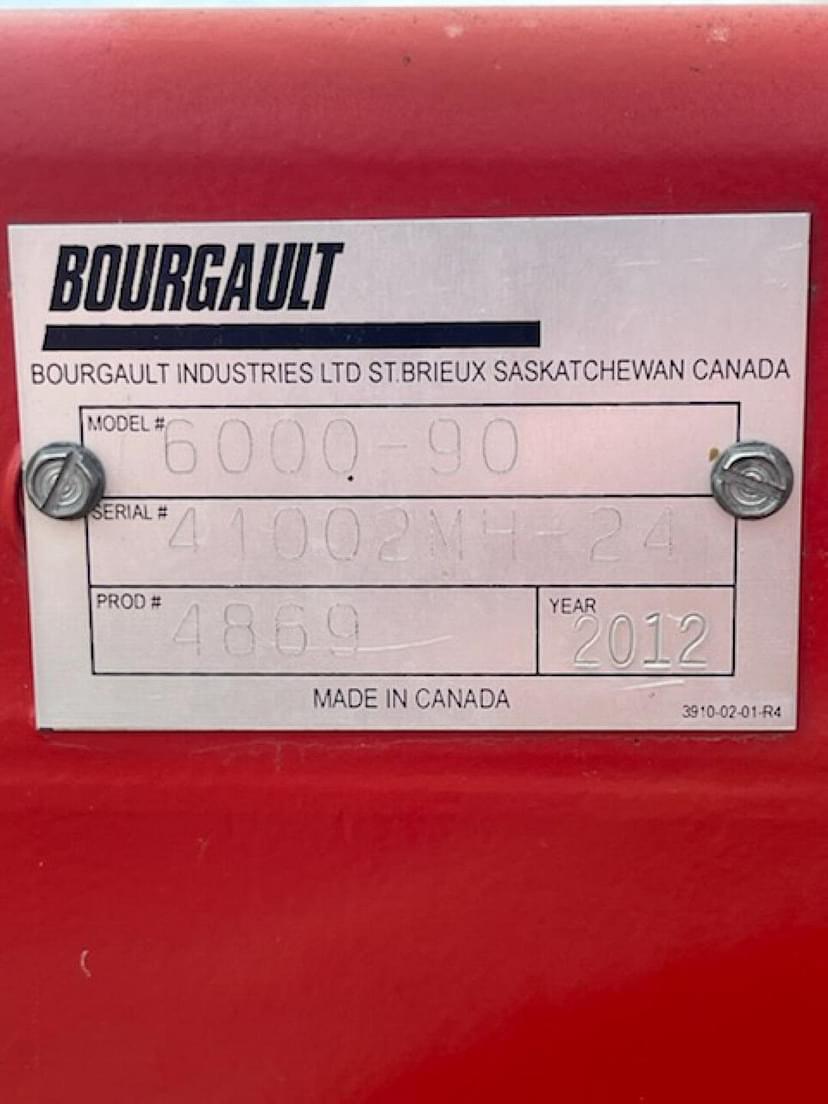 BOURGAULT
BOURGAULT INDUSTRIES LTD ST.BRIEUX SASKATCHEWAN CANADA
MODEL # 6000-90
SERIAL # 41002MH-24
PROD # 4869 YEAR 2012
MADE IN CANADA
3910-02-01-R4